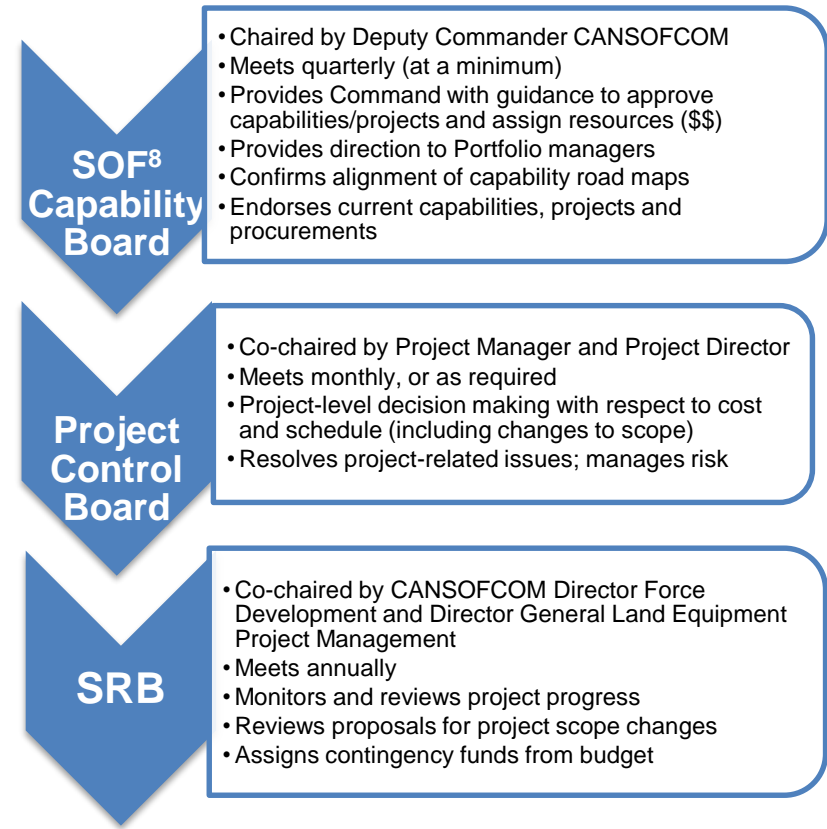 SOF⁸
Capability
Board
• Chaired by Deputy Commander CANSOFCOM
• Meets quarterly (at a minimum)
• Provides Command with guidance to approve
capabilities/projects and assign resources ($$)
• Provides direction to Portfolio managers
• Confirms alignment of capability road maps
• Endorses current capabilities, projects and
procurements
Project
Control
Board
• Co-chaired by Project Manager and Project Director
• Meets monthly, or as required
• Project-level decision making with respect to cost
and schedule (including changes to scope)
• Resolves project-related issues; manages risk
SRB
• Co-chaired by CANSOFCOM Director Force
Development and Director General Land Equipment
Project Management
• Meets annually
• Monitors and reviews project progress
• Reviews proposals for project scope changes
• Assigns contingency funds from budget